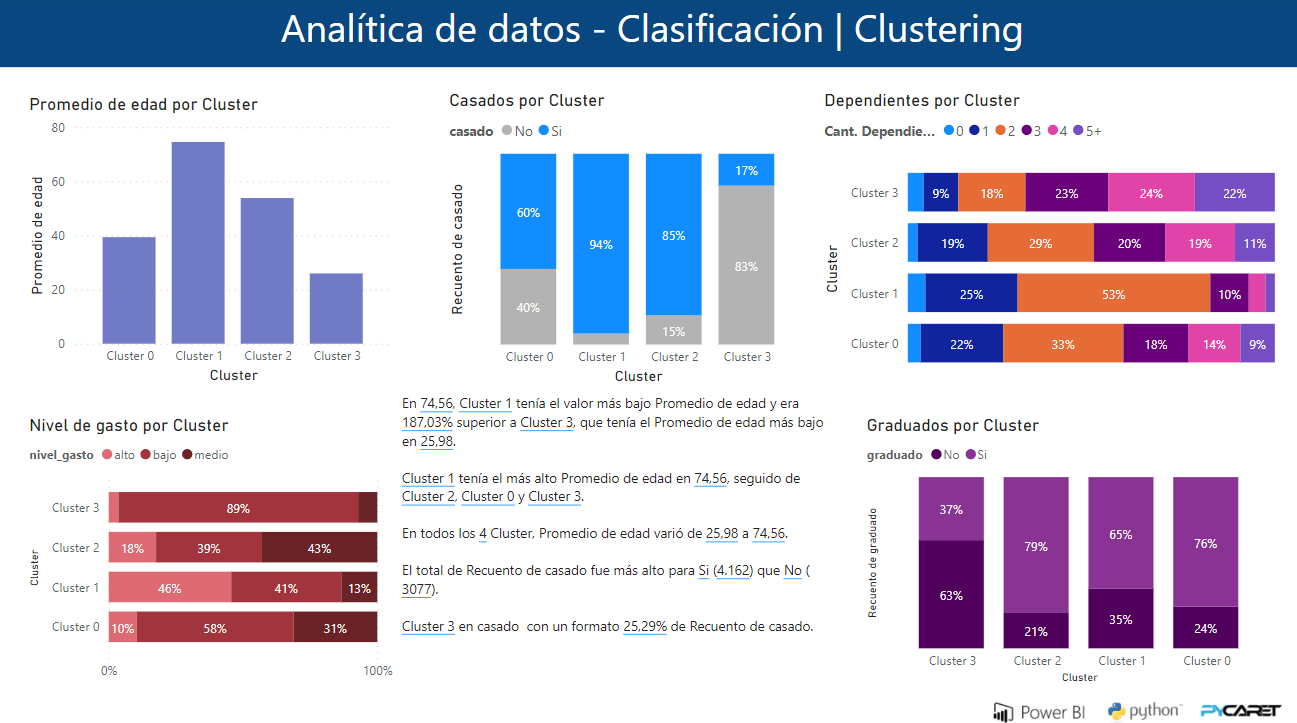 Analítica de datos - Clasificación | Clustering
Promedio de edad por Cluster
80
60
40
20
0
Promedio de edad
Cluster 0
Cluster 1
Cluster 2
Cluster 3
Cluster
Casados por Cluster
casado No Si
Recuento de casado
60%
40%
94%
85%
15%
17%
83%
Cluster 0
Cluster 1
Cluster 2
Cluster 3
Cluster
Dependientes por Cluster
Cant. Dependie... 0 1 2 3 4 5+
Cluster
Cluster 3 9% 18% 23% 24% 22%
Cluster 2 19% 29% 20% 19% 11%
Cluster 1 25% 53% 10%
Cluster 0 22% 33% 18% 14% 9%
Nivel de gasto por Cluster
nivel_gasto alto bajo medio
Cluster
Cluster 3 89%
Cluster 2 18% 39% 43%
Cluster 1 46% 41% 13%
Cluster 0 10% 58% 31%
0% 100%
En 74,56, Cluster 1 tenía el valor más bajo Promedio de edad y era
187,03% superior a Cluster 3, que tenía el Promedio de edad más bajo
en 25,98.
Cluster 1 tenía el más alto Promedio de edad en 74,56, seguido de
Cluster 2, Cluster 0 y Cluster 3.
En todos los 4 Cluster, Promedio de edad varió de 25,98 a 74,56.
El total de Recuento de casado fue más alto para Si (4.162) que No (
3077).
Cluster 3 en casado con un formato 25,29% de Recuento de casado.
Graduados por Cluster
graduado No Si
Recuento de graduado
37%
63%
79%
21%
65%
35%
76%
24%
Cluster 3
Cluster 2
Cluster 1
Cluster 0
Cluster
Power BI
python
PYCARET